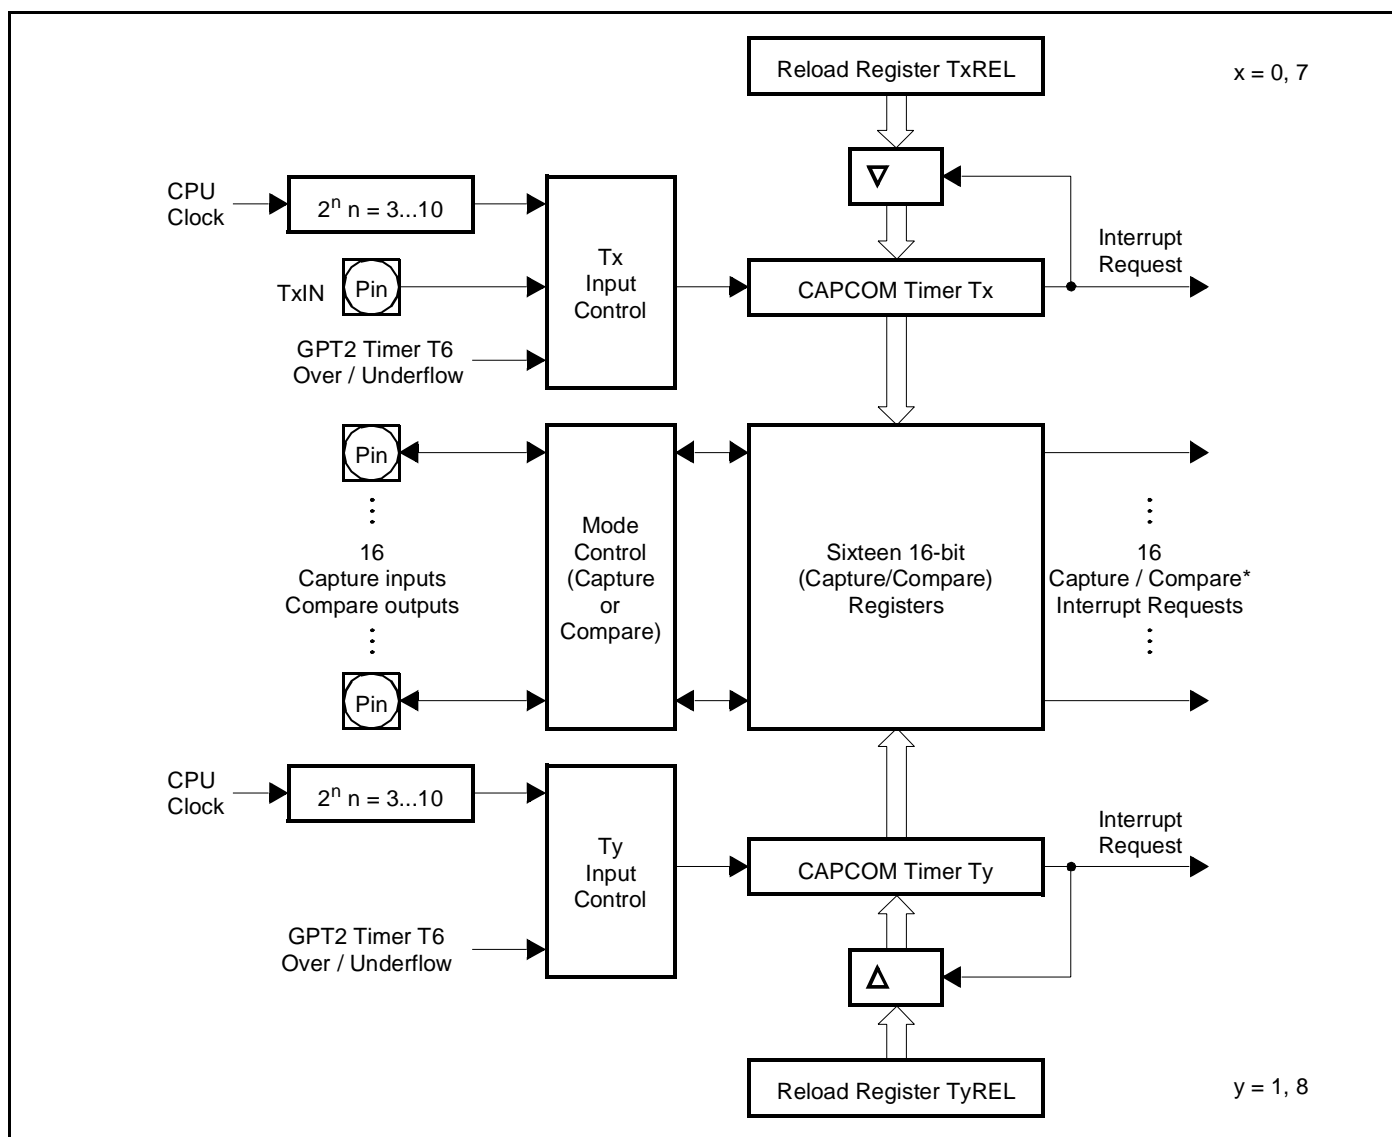 Reload Register TxREL
x = 0, 7
CPU
Clock
2ⁿ n = 3...10
Tx
Input
Control
Interrupt
Request
TxIN
Pin
CAPCOM Timer Tx
GPT2 Timer T6
Over / Underflow
Pin
16
Capture inputs
Compare outputs
Mode
Control
(Capture
or
Compare)
Sixteen 16-bit
(Capture/Compare)
Registers
16
Capture / Compare*
Interrupt Requests
Pin
CPU
Clock
2ⁿ n = 3...10
Ty
Input
Control
CAPCOM Timer Ty
Interrupt
Request
GPT2 Timer T6
Over / Underflow
Reload Register TyREL
y = 1, 8